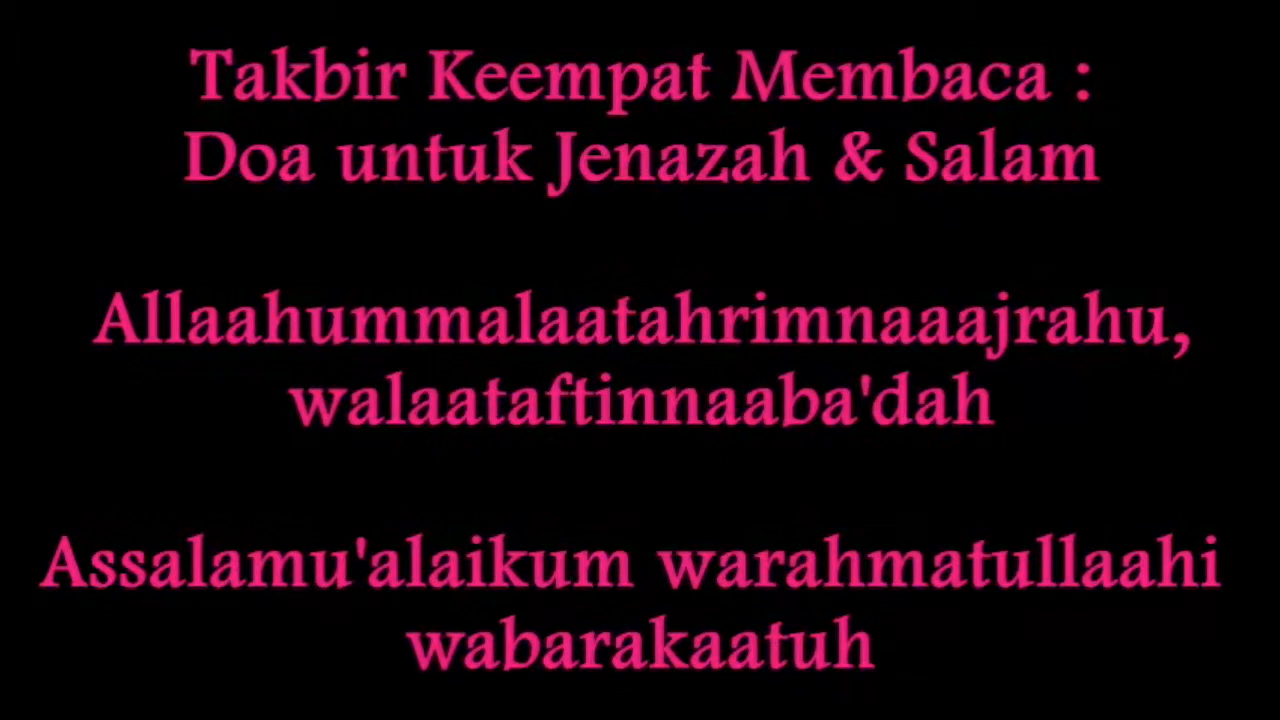 Takbir Keempat Membaca :
Doa untuk Jenazah & Salam
Allaahummalaatahrimnaaajrahu,
walaataftinnaaba'dah
Assalamu'alaikum warahmatullaahi
wabarakaatuh